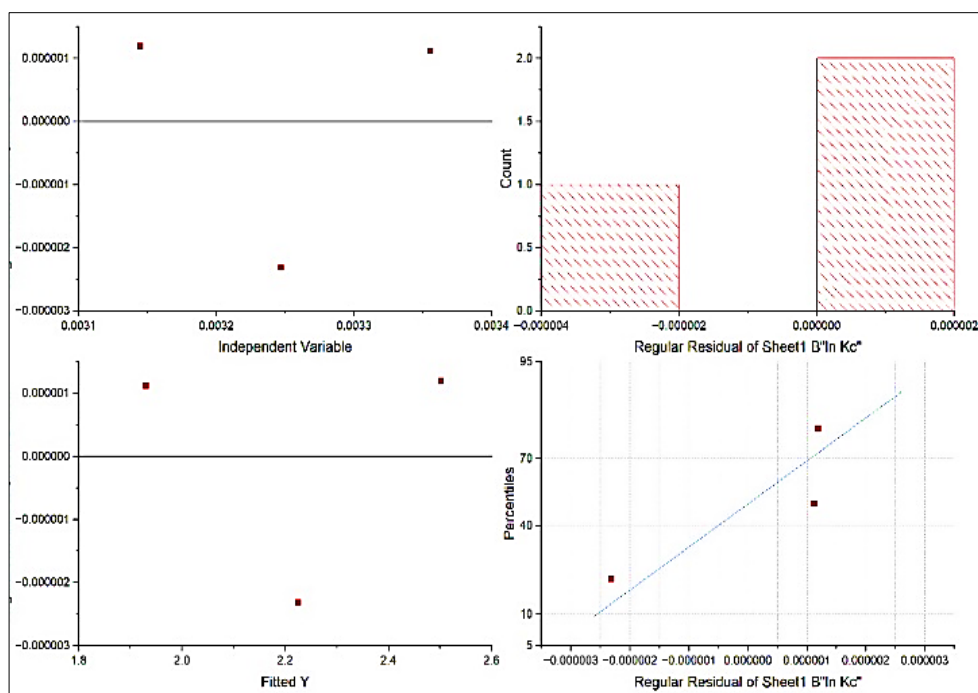 0.000001
0.000000
−0.000001
−0.000002
−0.000003
0.0031 0.0032 0.0033 0.0034
Independent Variable
2.0
1.5
1.0
0.5
0.0
Count
−0.000004 −0.000002 0.000000 0.000002
Regular Residual of Sheet1 B"ln Kc"
0.000001
0.000000
−0.000001
−0.000002
−0.000003
1.8 2.0 2.2 2.4 2.6
Fitted Y
95
70
40
10
5
Percentiles
−0.000003 −0.000002 −0.000001 0.000000 0.000001 0.000002 0.000003
Regular Residual of Sheet1 B"ln Kc"